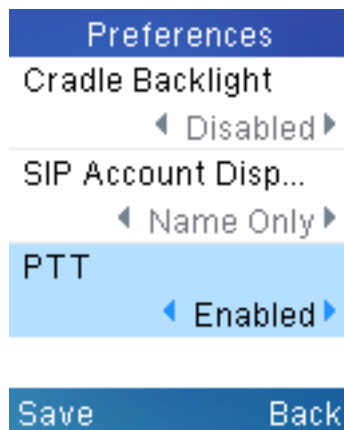 Preferences
Cradle Backlight
Disabled
SIP Account Disp...
Name Only
PTT
Enabled
Save Back